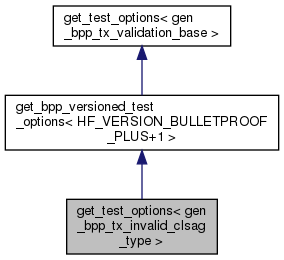 get_test_options< gen
_bpp_tx_validation_base >
get_bpp_versioned_test
_options< HF_VERSION_BULLETPROOF
_PLUS+1 >
get_test_options< gen
_bpp_tx_invalid_clsag
_type >